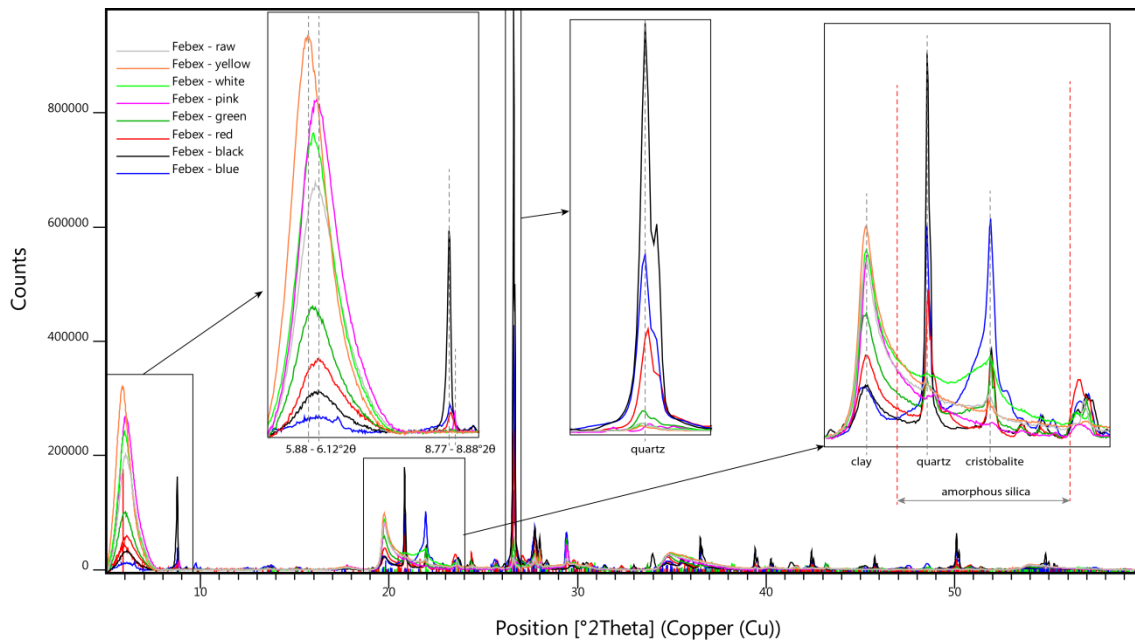 Febex - raw
Febex - yellow
Febex - white
Febex - pink
Febex - green
Febex - red
Febex - black
Febex - blue
800000
600000
400000
200000
0
Counts
5.88 - 6.12°2θ
8.77 - 8.88°2θ
quartz
clay
quartz
cristobalite
amorphous silica
10
20
30
40
50
Position [°2Theta] (Copper (Cu))